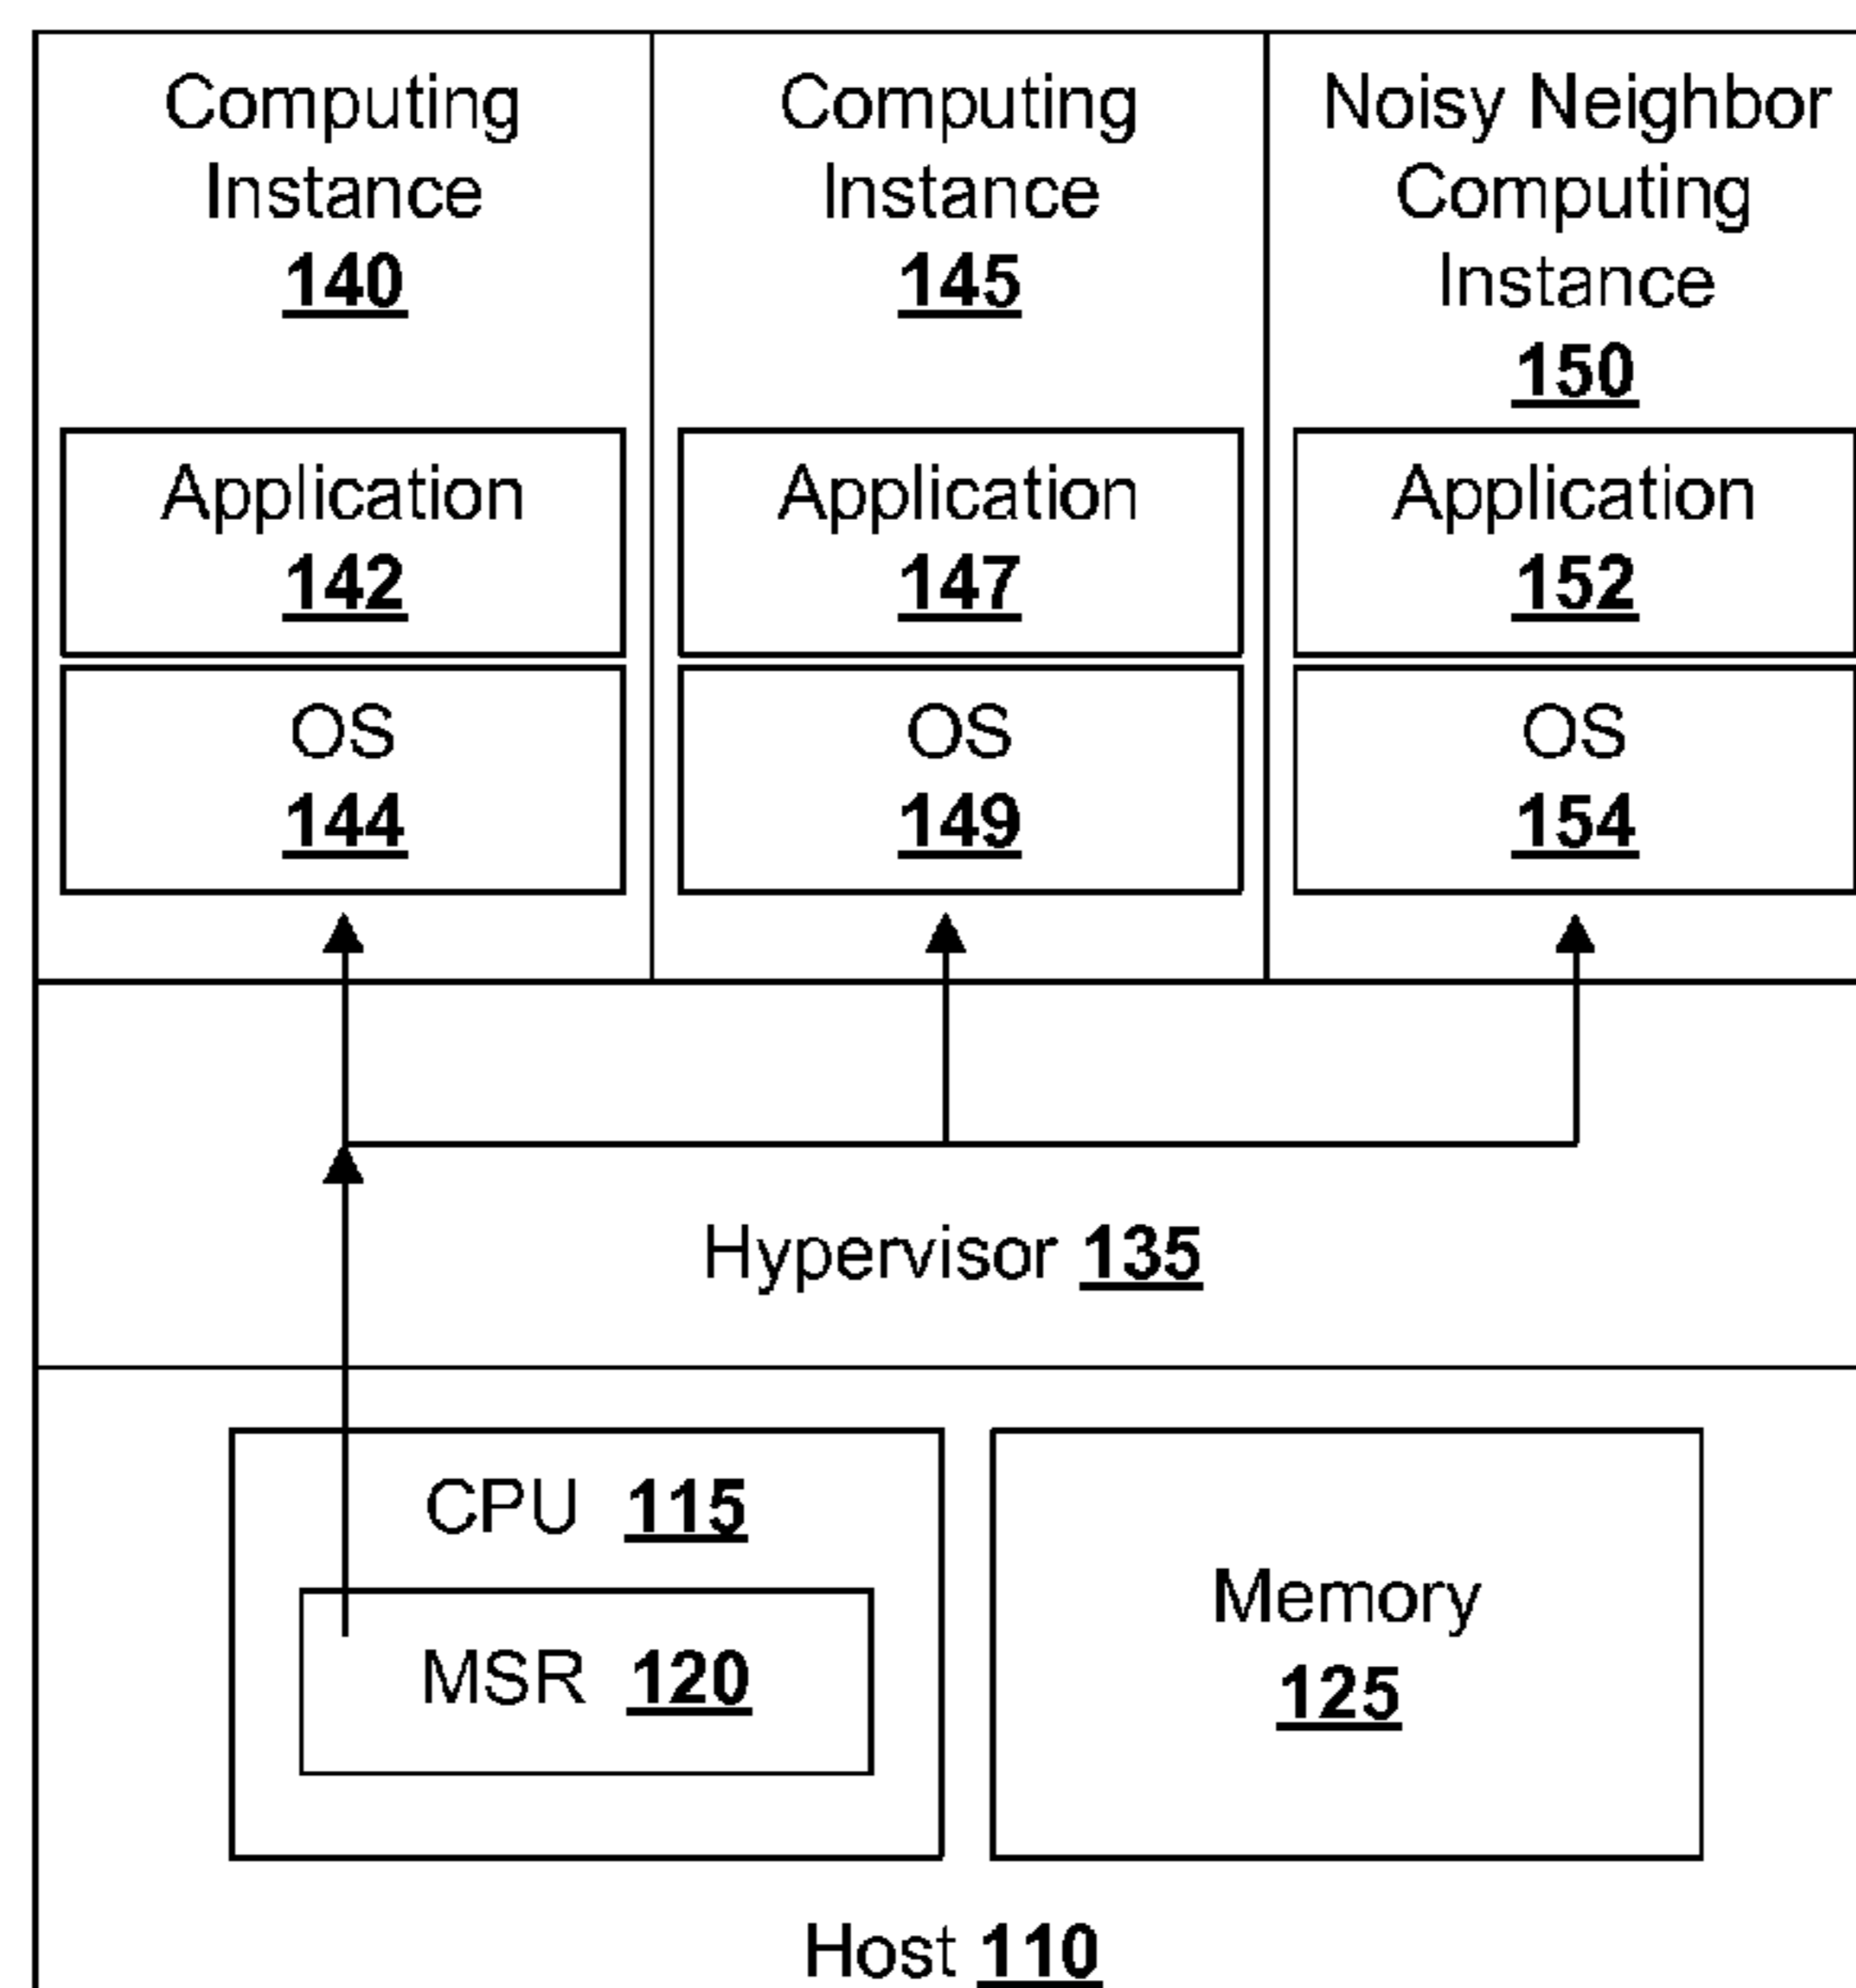 Computing
Instance
140
Computing
Instance
145
Noisy Neighbor
Computing
Instance
150
Application
142
Application
147
Application
152
OS
144
OS
149
OS
154
Hypervisor 135
CPU 115
MSR 120
Memory
125
Host 110